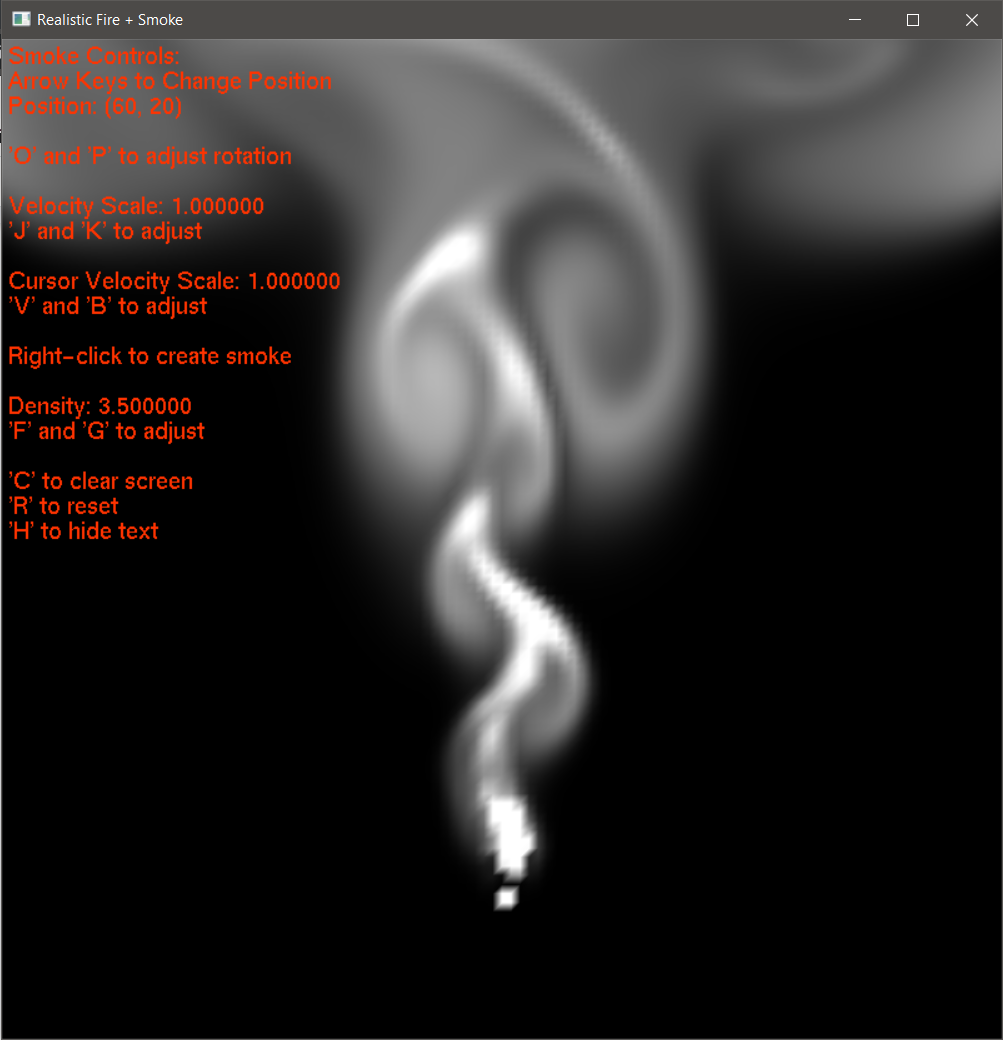 Realistic Fire + Smoke
Smoke Controls:
Arrow Keys to Change Position
Position: (60, 20)
'O' and 'P' to adjust rotation
Velocity Scale: 1.000000
'J' and 'K' to adjust
Cursor Velocity Scale: 1.000000
'V' and 'B' to adjust
Right-click to create smoke
Density: 3.500000
'F' and 'G' to adjust
'C' to clear screen
'R' to reset
'H' to hide text